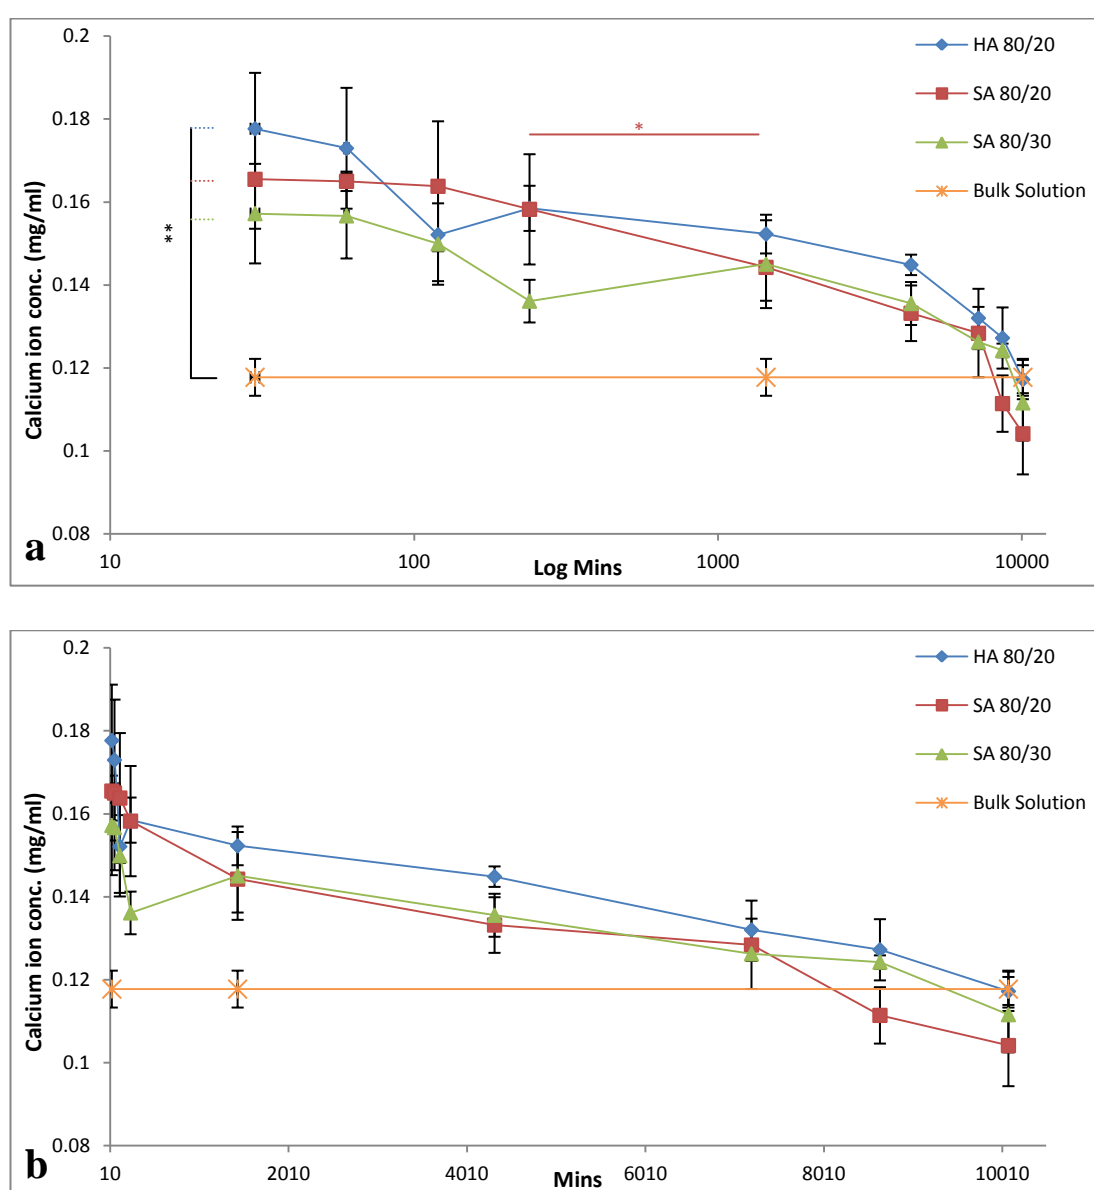 0.2
0.18
0.16
0.14
0.12
0.1
0.08
Calcium ion conc. (mg/ml)
**
*
HA 80/20
SA 80/20
SA 80/30
Bulk Solution
a
10
100
1000
10000
Log Mins
0.2
0.18
0.16
0.14
0.12
0.1
0.08
Calcium ion conc. (mg/ml)
HA 80/20
SA 80/20
SA 80/30
Bulk Solution
b
10
2010
4010
6010
8010
10010
Mins